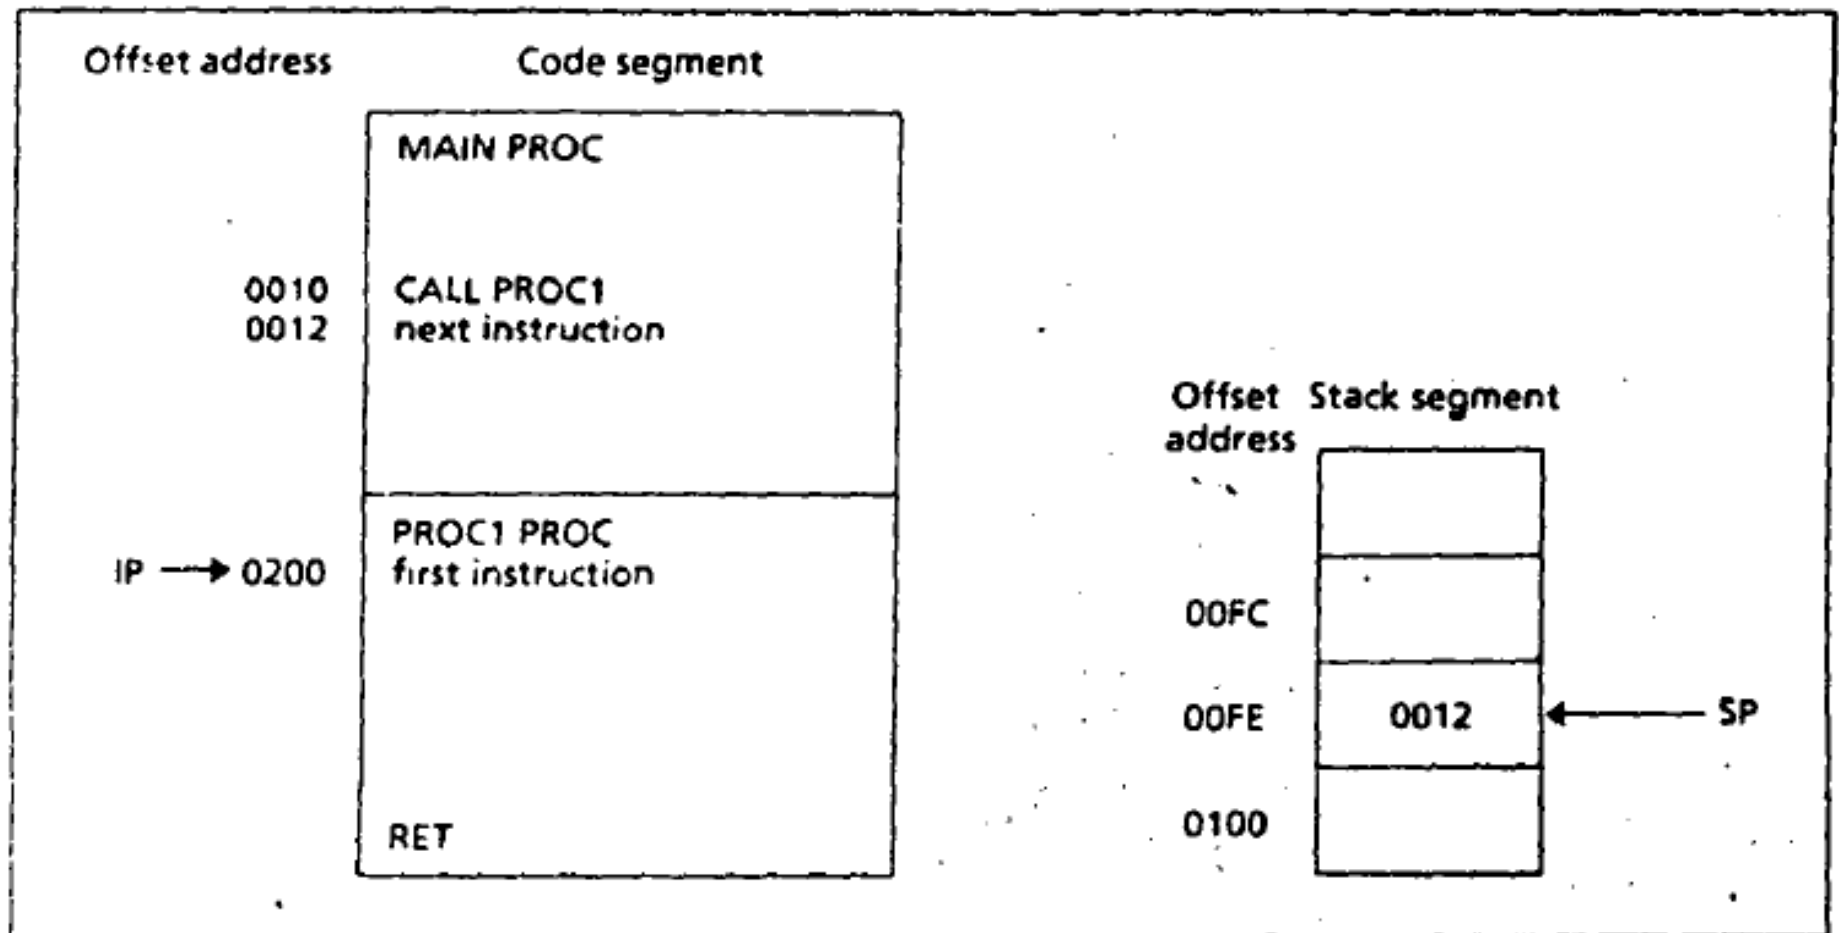 Offset address Code segment
MAIN PROC
0010 CALL PROC1
0012 next instruction
PROC1 PROC
IP 0200 first instruction
RET
Offset Stack segment
address
00FC
00FE 0012 SP
0100